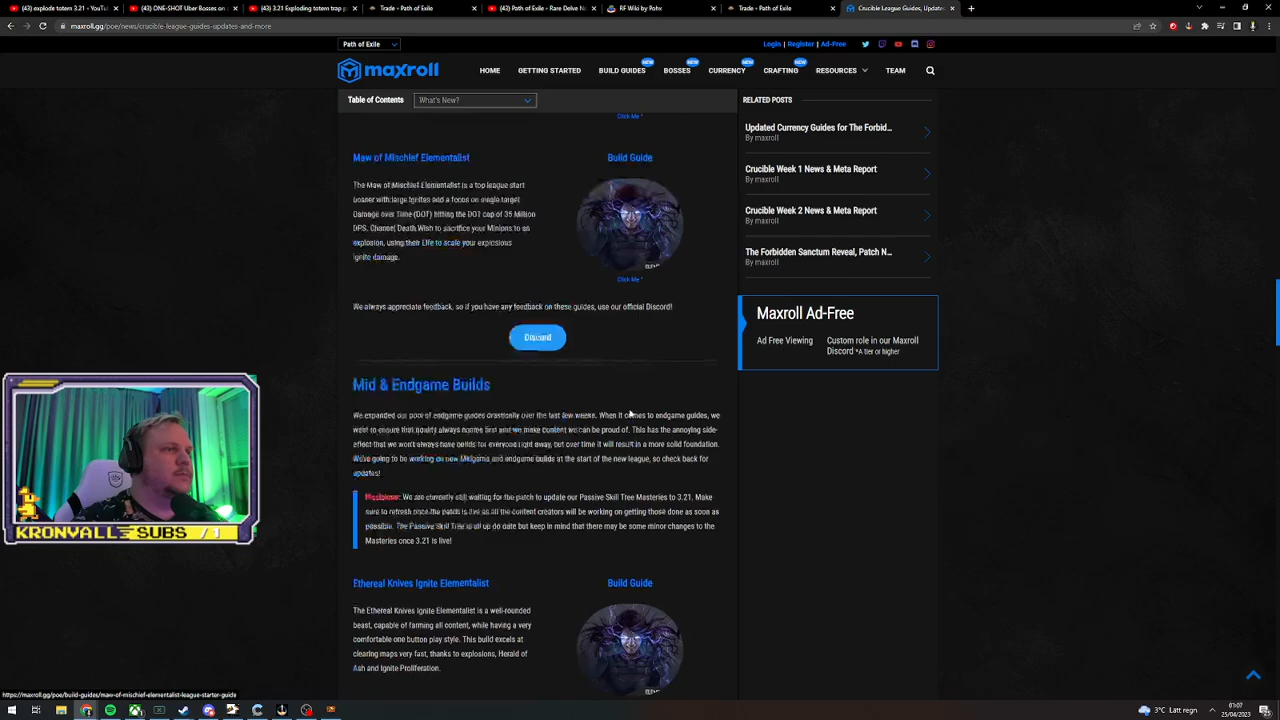 (43) explode totem 3.21 - YouTu
(43) ONE-SHOT Uber Bosses on
(43) 3.21 Exploding totem trap p
Trade - Path of Exile
(43) Path of Exile - Rare Delve No
RF Wiki by Pohx
Trade - Path of Exile
Crucible League Guides, Updates
maxroll.gg/poe/news/crucible-league-guides-updates-and-more
Path of Exile
Login | Register | Ad-Free
maxroll
HOME
GETTING STARTED
BUILD GUIDES
NEW
BOSSES
NEW
CURRENCY
NEW
CRAFTING
NEW
RESOURCES
TEAM
Table of Contents
What's New?
Click Me ^
Maw of Mischief Elementalist
Build Guide
The Maw of Mischief Elementalist is a top league start
boaner with large Ignites and a focus on single target
Damage over Time (DOT) hitting the DOT cap of 35 Million
DPS. Channel Death Wish to sacrifice your Minions to an
explosion, using their Life to scale your explosions
ignite damage.
Click Me ^
We always appreciate feedback, so if you have any feedback on these guides, use our official Discord!
Discord
Mid & Endgame Builds
We expanded our pool of endgame guides drastically over the last few weeks. When it comes to endgame guides, we
want to ensure that quality always comes first and we make content we can be proud of. This has the annoying side-
effect that we won't always have builds for everyone right away, but over time it will result in a more solid foundation.
We're going to be working on new Midgame and endgame builds at the start of the new league, so check back for
updates!
Disclaimer: We are currently still waiting for the patch to update our Passive Skill Tree Masteries to 3.21. Make
sure to refresh once the patch is live as all the content creators will be working on getting those done as soon as
possible. The Passive Skill Tree is all up do date but keep in mind that there may be some minor changes to the
Masteries once 3.21 is live!
Ethereal Knives Ignite Elementalist
Build Guide
The Ethereal Knives Ignite Elementalist is a well-rounded
beast, capable of farming all content, while having a very
comfortable one button play style. This build excels at
clearing maps very fast, thanks to explosions, Herald of
Ash and Ignite Proliferation.
RELATED POSTS
Updated Currency Guides for The Forbid...
By maxroll
Crucible Week 1 News & Meta Report
By maxroll
Crucible Week 2 News & Meta Report
By maxroll
The Forbidden Sanctum Reveal, Patch N...
By maxroll
Maxroll Ad-Free
Ad Free Viewing
Custom role in our Maxroll
Discord *A tier or higher
KRONVALL SUBS / 1
https://maxroll.gg/poe/build-guides/maw-of-mischief-elementalist-league-starter-guide
3°C Lätt regn
01:07
25/04/2023